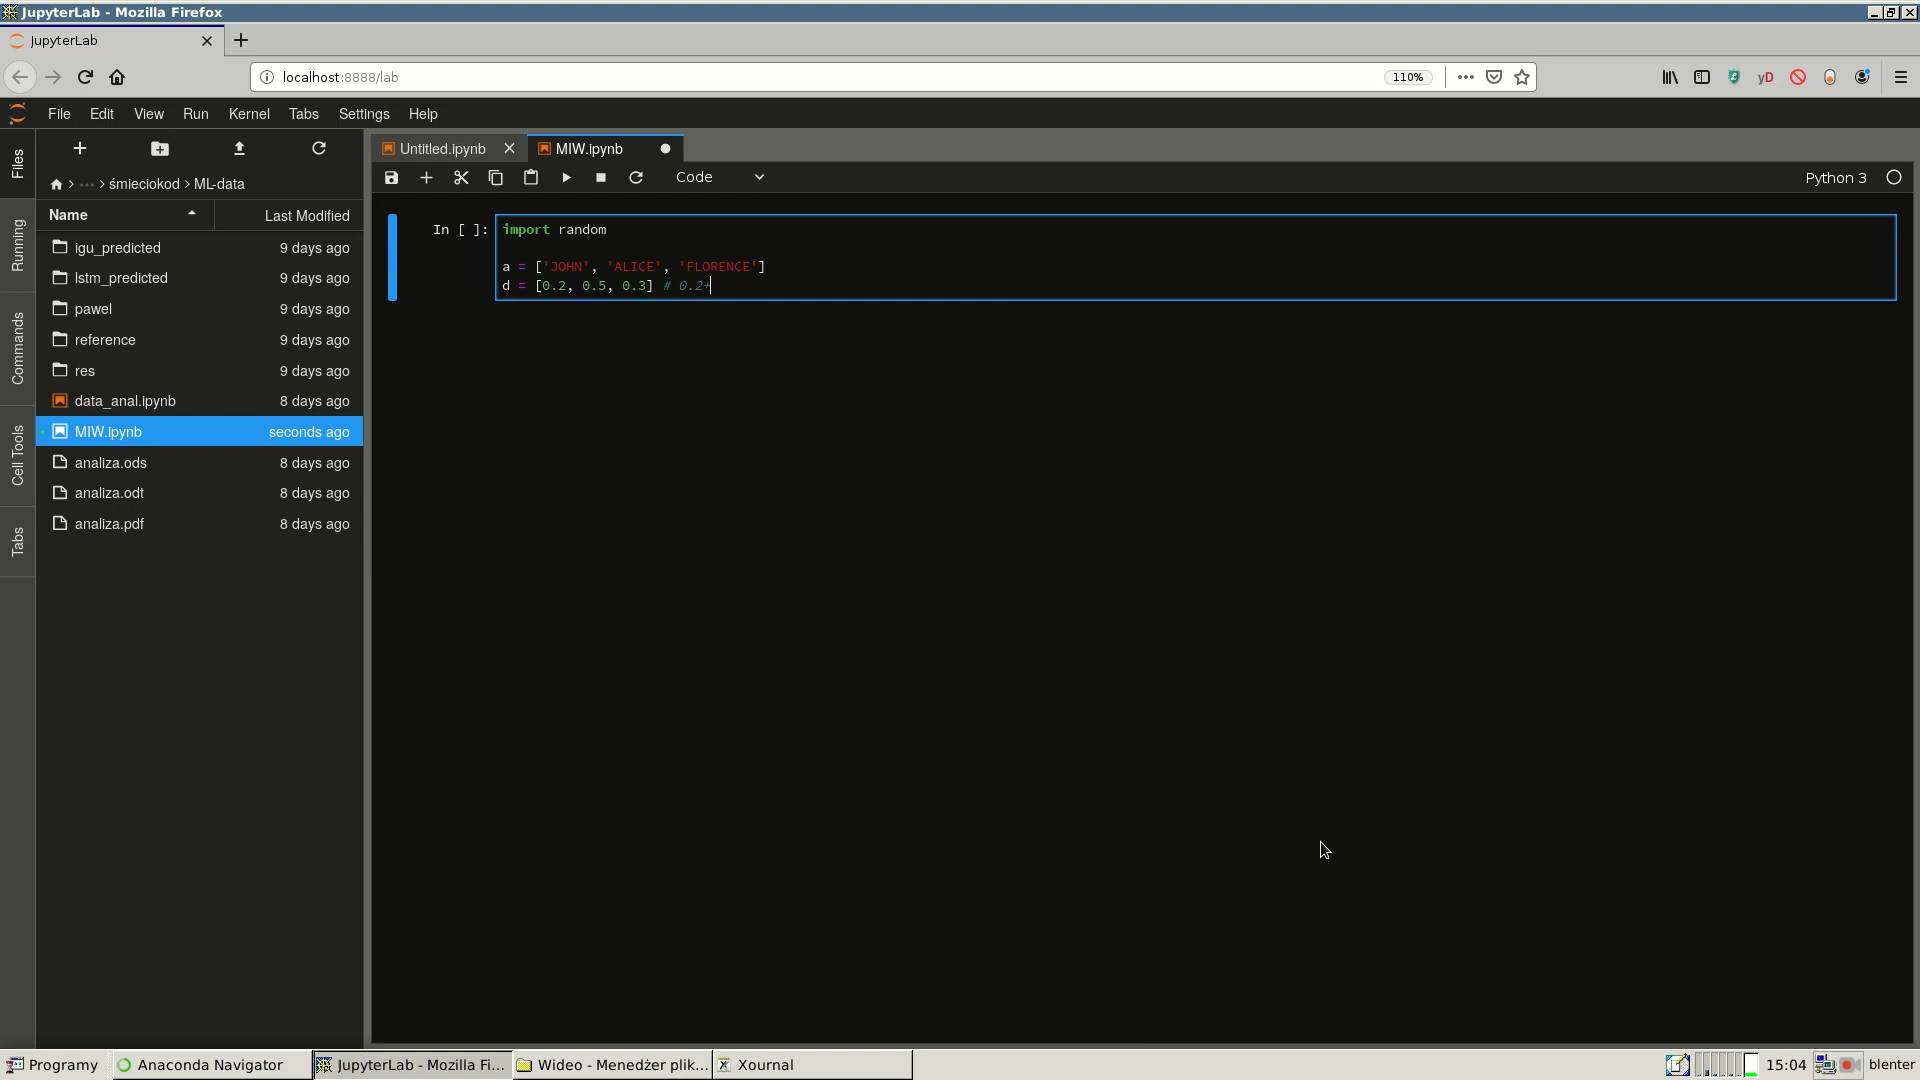 JupyterLab - Mozilla Firefox
JupyterLab
localhost:8888/lab
110%
yD
File Edit View Run Kernel Tabs Settings Help
Files
Running
Commands
Cell Tools
Tabs
··· > śmieciokod > ML-data
Name Last Modified
igu_predicted 9 days ago
lstm_predicted 9 days ago
pawel 9 days ago
reference 9 days ago
res 9 days ago
data_anal.ipynb 8 days ago
MIW.ipynb seconds ago
analiza.ods 8 days ago
analiza.odt 8 days ago
analiza.pdf 8 days ago
Untitled.ipynb
MIW.ipynb
Code
Python 3
In [ ]:
import random
a = ['JOHN', 'ALICE', 'FLORENCE']
d = [0.2, 0.5, 0.3] # 0.2+
Programy
Anaconda Navigator
JupyterLab - Mozilla Fi...
Wideo - Menedżer plik...
Xournal
15:04
blenter